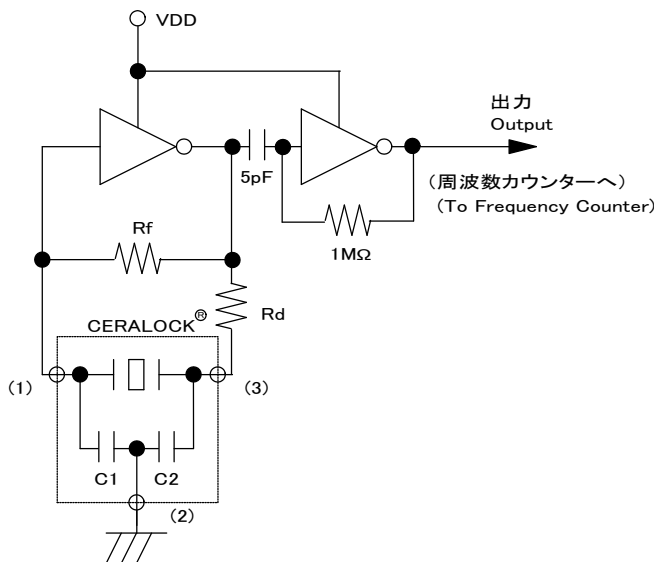 VDD
出力
Output
5pF
(周波数カウンターへ)
(To Frequency Counter)
Rf
1MΩ
Rd
CERALOCK®
(1)
(3)
C1
C2
(2)